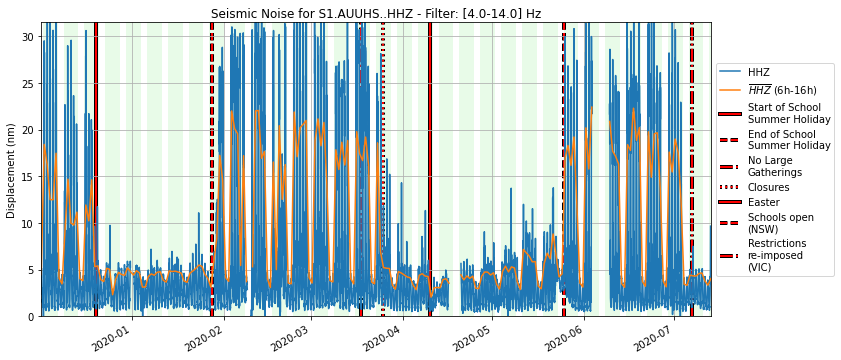 Seismic Noise for S1.AUUHS..HHZ - Filter: [4.0-14.0] Hz
Displacement (nm)
30
25
20
15
10
5
0
2020-01
2020-02
2020-03
2020-04
2020-05
2020-06
2020-07
HHZ
HHZ (6h-16h)
Start of School
Summer Holiday
End of School
Summer Holiday
No Large
Gatherings
Closures
Easter
Schools open
(NSW)
Restrictions
re-imposed
(VIC)